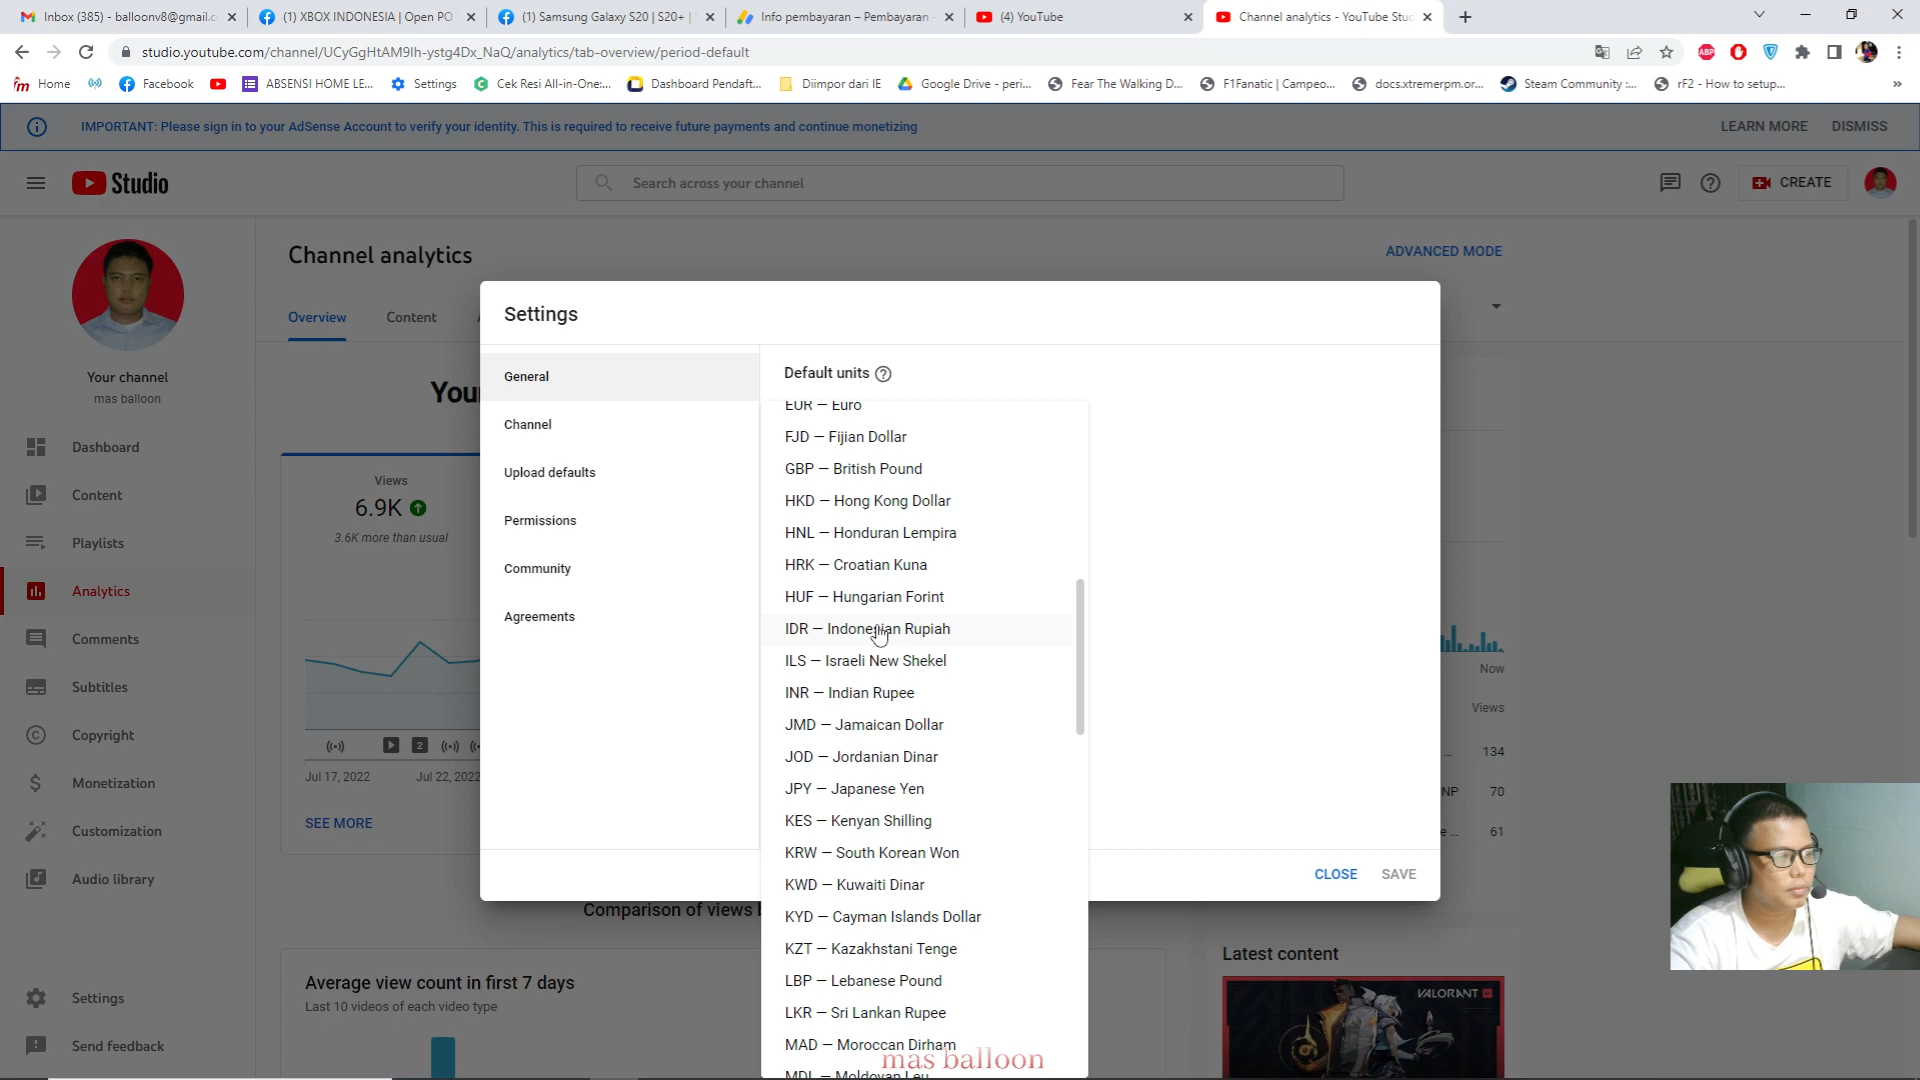 Inbox (385) - balloonv8@gmail.c
(1) XBOX INDONESIA | Open PO
(1) Samsung Galaxy S20 | S20+ |
Info pembayaran – Pembayaran
(4) YouTube
Channel analytics - YouTube Stu
studio.youtube.com/channel/UCyGgHtAM9Ih-ystg4Dx_NaQ/analytics/tab-overview/period-default
ABP
Home
Facebook
ABSENSI HOME LE...
Settings
Cek Resi All-in-One:...
Dashboard Pendaft...
Diimpor dari IE
Google Drive - peri...
Fear The Walking D...
F1Fanatic | Campeo...
docs.xtremerpm.or...
Steam Community :...
rF2 - How to setup...
IMPORTANT: Please sign in to your AdSense Account to verify your identity. This is required to receive future payments and continue monetizing
LEARN MORE
DISMISS
Studio
Search across your channel
CREATE
Your channel
mas balloon
Dashboard
Content
Playlists
Analytics
Comments
Subtitles
Copyright
Monetization
Customization
Audio library
Settings
Send feedback
Channel analytics
ADVANCED MODE
Overview
Content
You
Views
6.9K
3.6K more than usual
2
Jul 17, 2022
Jul 22, 2022
SEE MORE
Comparison of views b
Average view count in first 7 days
Last 10 videos of each video type
Settings
General
Channel
Upload defaults
Permissions
Community
Agreements
Default units
EUR — Euro
FJD — Fijian Dollar
GBP — British Pound
HKD — Hong Kong Dollar
HNL — Honduran Lempira
HRK — Croatian Kuna
HUF — Hungarian Forint
IDR — Indonesian Rupiah
ILS — Israeli New Shekel
INR — Indian Rupee
JMD — Jamaican Dollar
JOD — Jordanian Dinar
JPY — Japanese Yen
KES — Kenyan Shilling
KRW — South Korean Won
KWD — Kuwaiti Dinar
KYD — Cayman Islands Dollar
KZT — Kazakhstani Tenge
LBP — Lebanese Pound
LKR — Sri Lankan Rupee
MAD — Moroccan Dirham
MDL — Moldovan Leu
CLOSE
SAVE
Now
Views
... 134
NP 70
e ... 61
Latest content
VALORANT
mas balloon